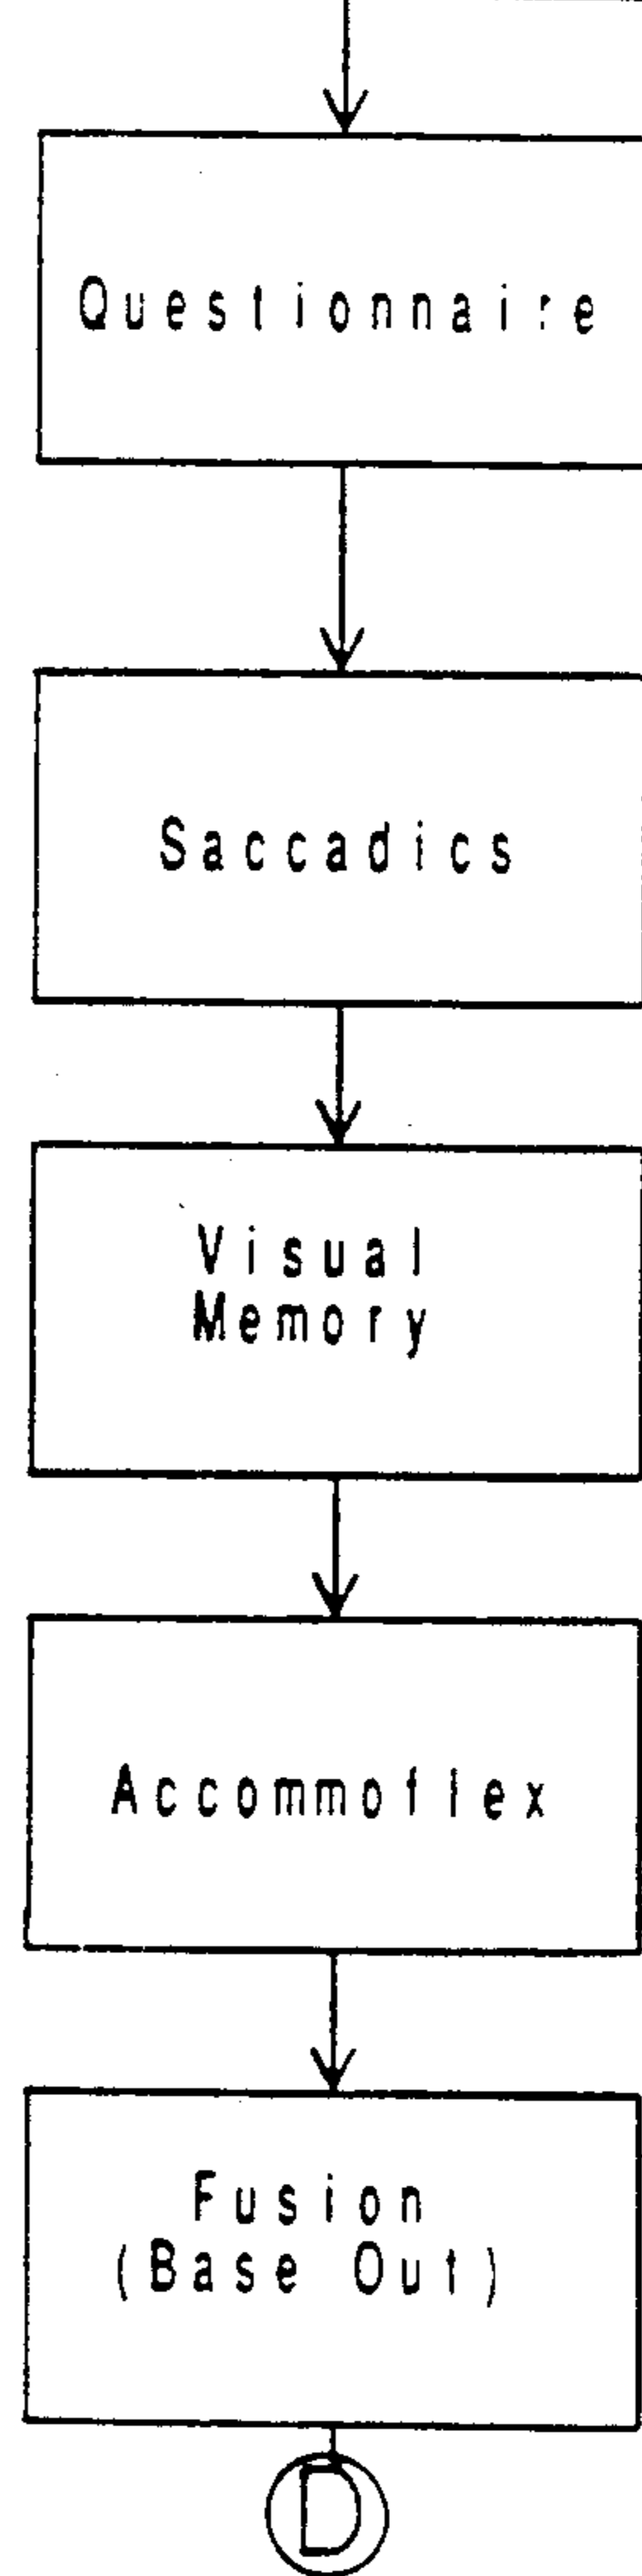 Questionnaire
Saccadics
Visual
Memory
Accommoflex
Fusion
(Base Out)
D